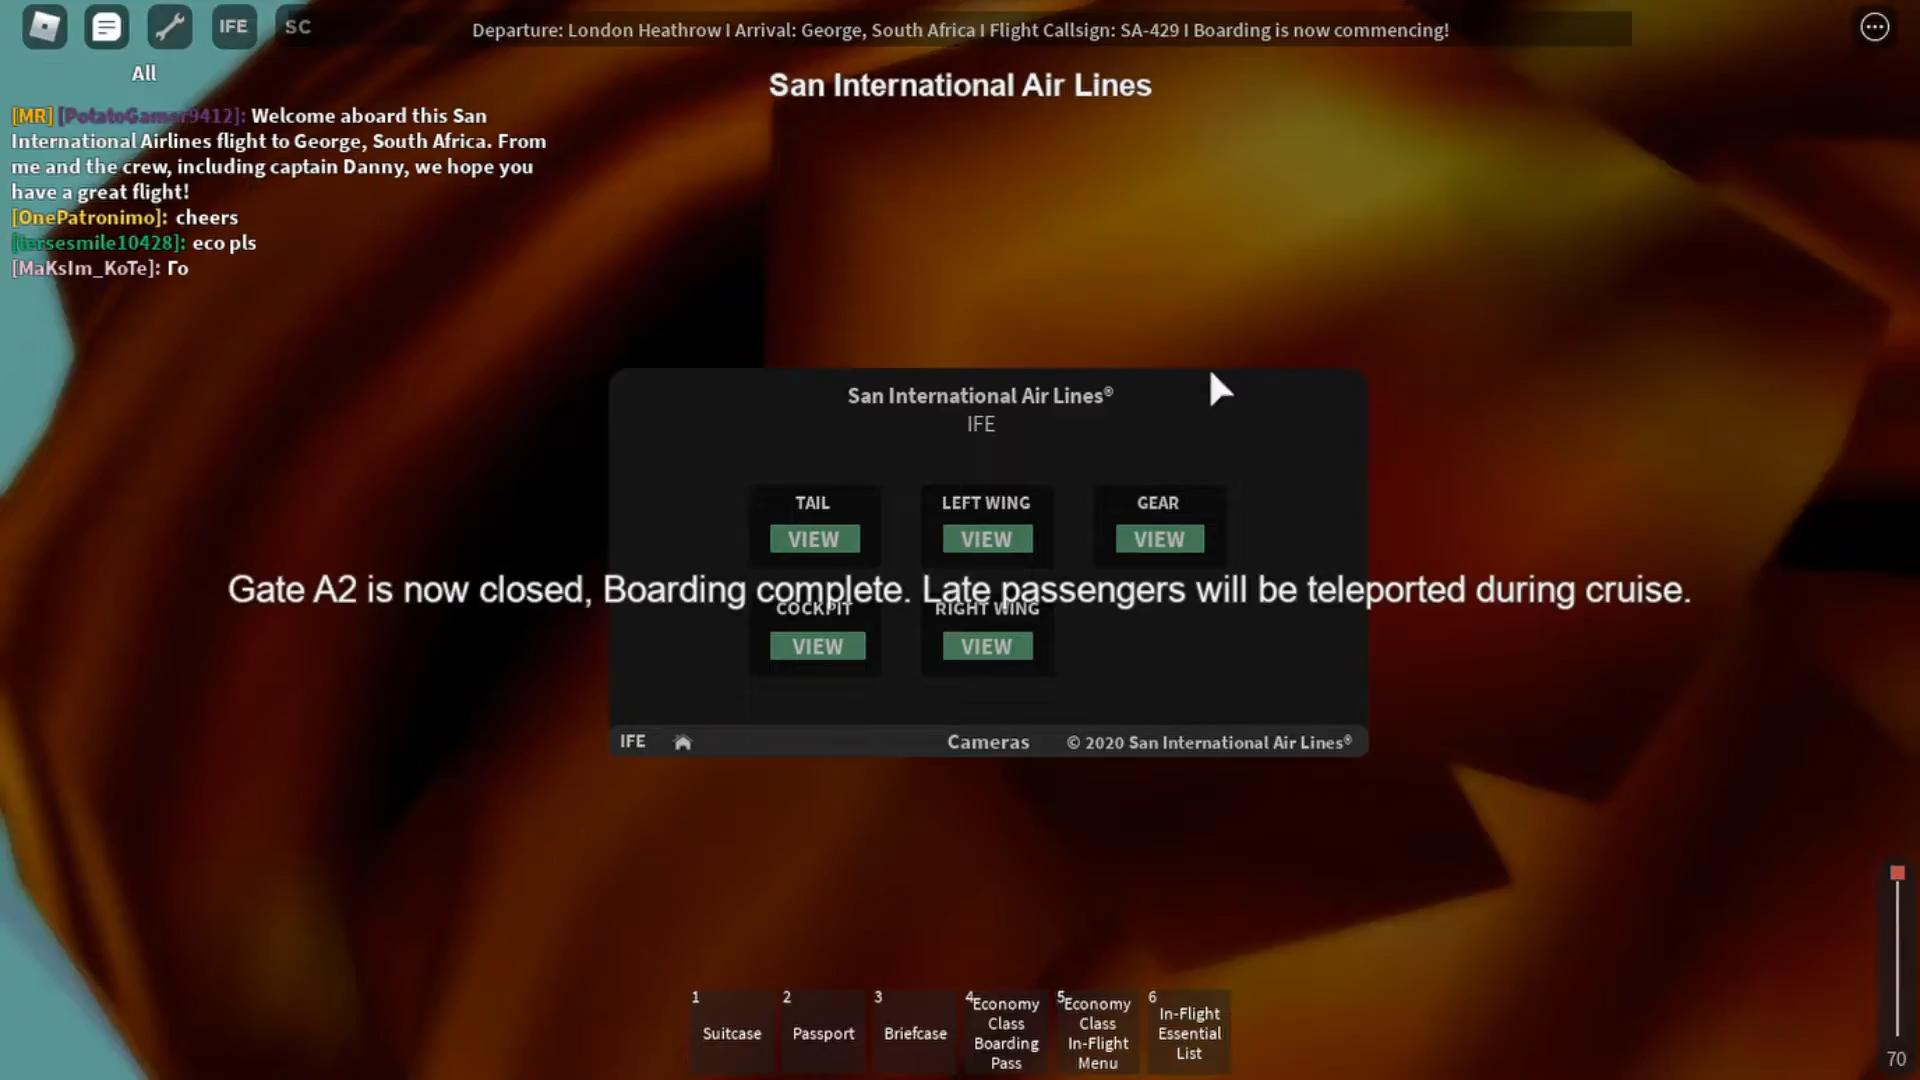 IFE
SC
Departure: London Heathrow I Arrival: George, South Africa I Flight Callsign: SA-429 I Boarding is now commencing!
All
San International Air Lines
[MR] [PotatoGamer9412]: Welcome aboard this San
International Airlines flight to George, South Africa. From
me and the crew, including captain Danny, we hope you
have a great flight!
[OnePatronimo]: cheers
[tersesmile10428]: eco pls
[MaKsIm_KoTe]: Го
San International Air Lines®
IFE
TAIL
LEFT WING
GEAR
VIEW
VIEW
VIEW
Gate A2 is now closed, Boarding complete. Late passengers will be teleported during cruise.
COCKPIT
RIGHT WING
VIEW
VIEW
IFE
Cameras
© 2020 San International Air Lines®
1
Suitcase
2
Passport
3
Briefcase
4
Economy
Class
Boarding
Pass
5
Economy
Class
In-Flight
Menu
6
In-Flight
Essential
List
70